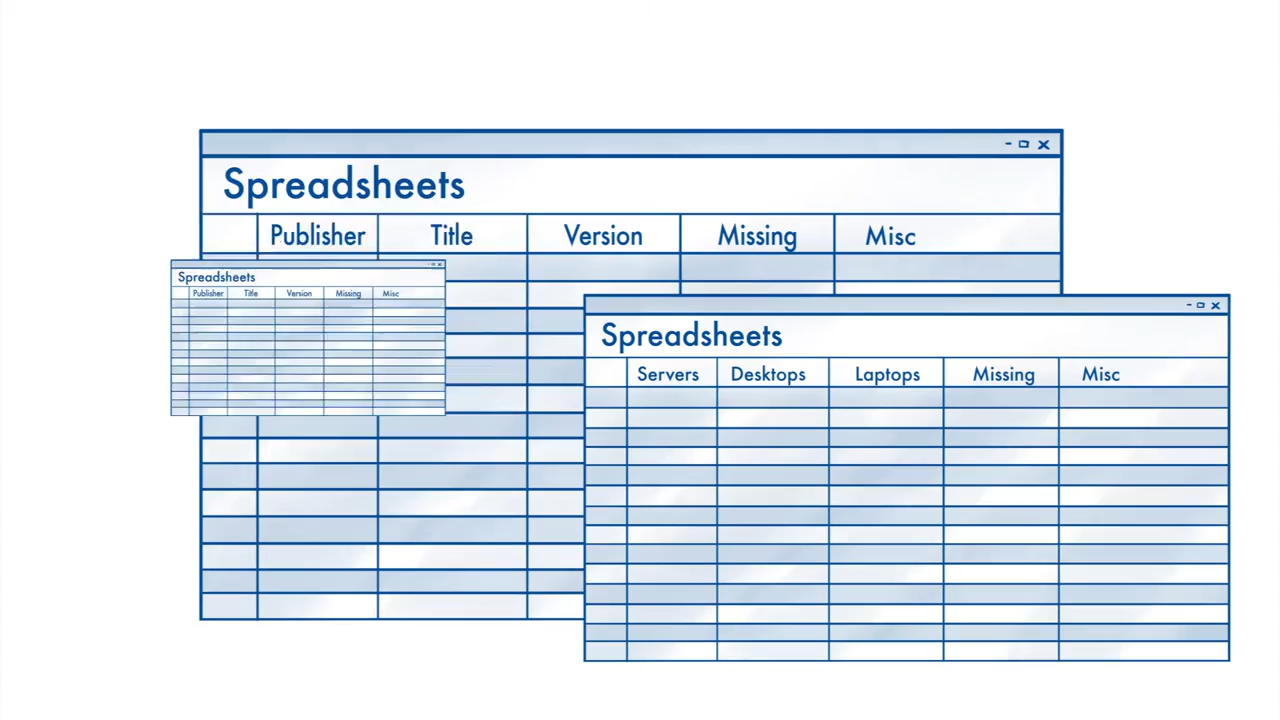 Spreadsheets
Publisher Title Version Missing Misc
Spreadsheets
Publisher Title Version Missing Misc
Spreadsheets
Servers Desktops Laptops Missing Misc